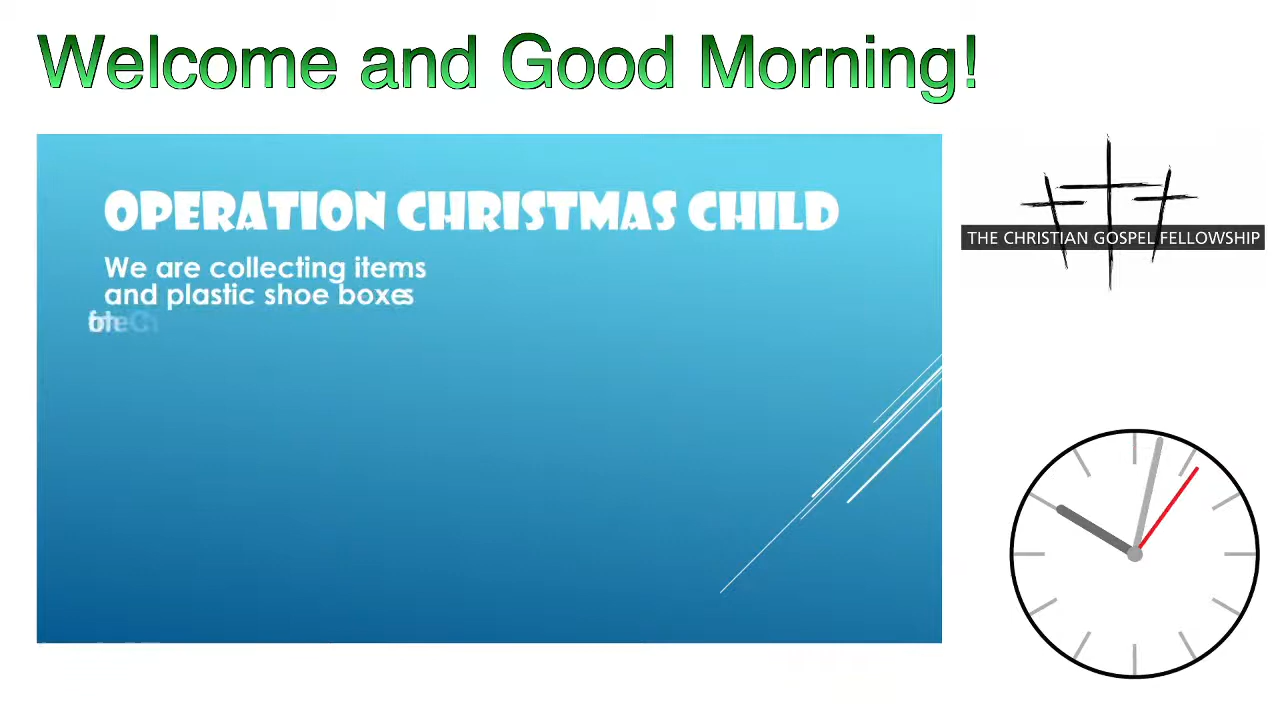 Welcome and Good Morning!
OPERATION CHRISTMAS CHILD
We are collecting items
and plastic shoe boxes
THE CHRISTIAN GOSPEL FELLOWSHIP